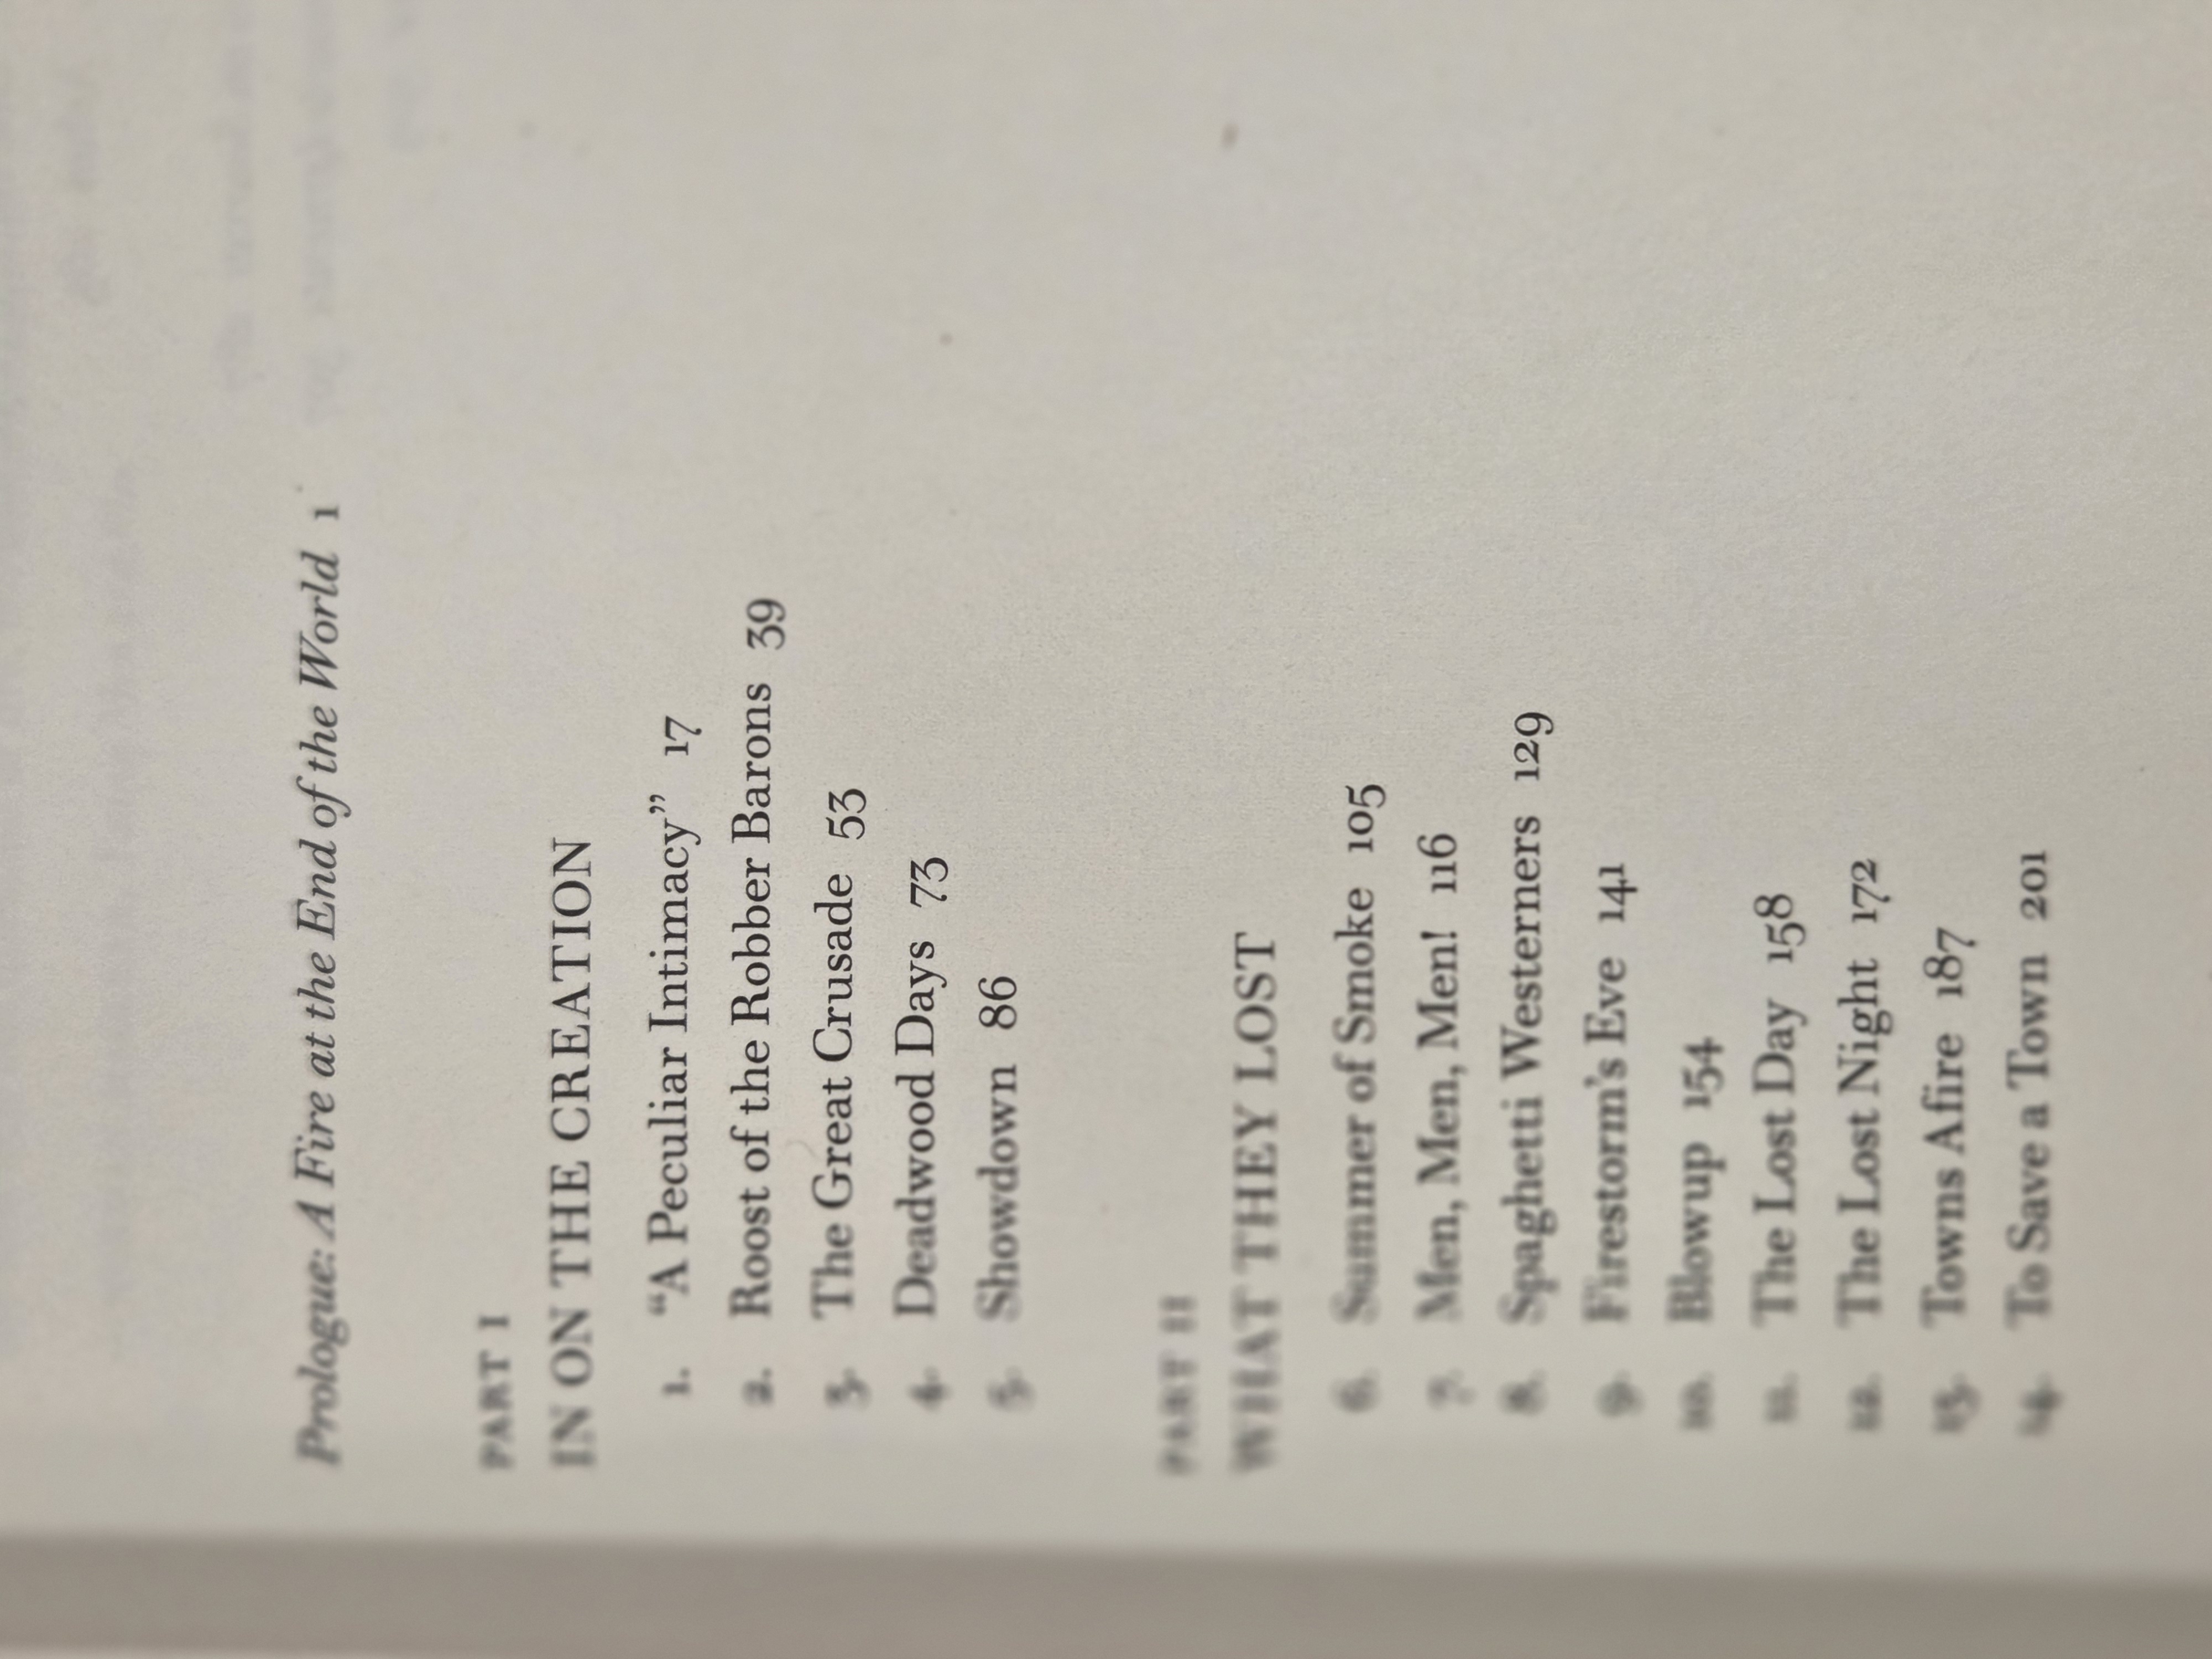 Prologue: A Fire at the End of the World 1
PART I
IN ON THE CREATION
1. “A Peculiar Intimacy” 17
2. Roost of the Robber Barons 39
3. The Great Crusade 53
4. Deadwood Days 73
5. Showdown 86
PART II
WHAT THEY LOST
6. Summer of Smoke 105
7. Men, Men, Men! 116
8. Spaghetti Westerners 129
9. Firestorm’s Eve 141
10. Blowup 154
11. The Lost Day 158
12. The Lost Night 172
13. Towns Afire 187
14. To Save a Town 201